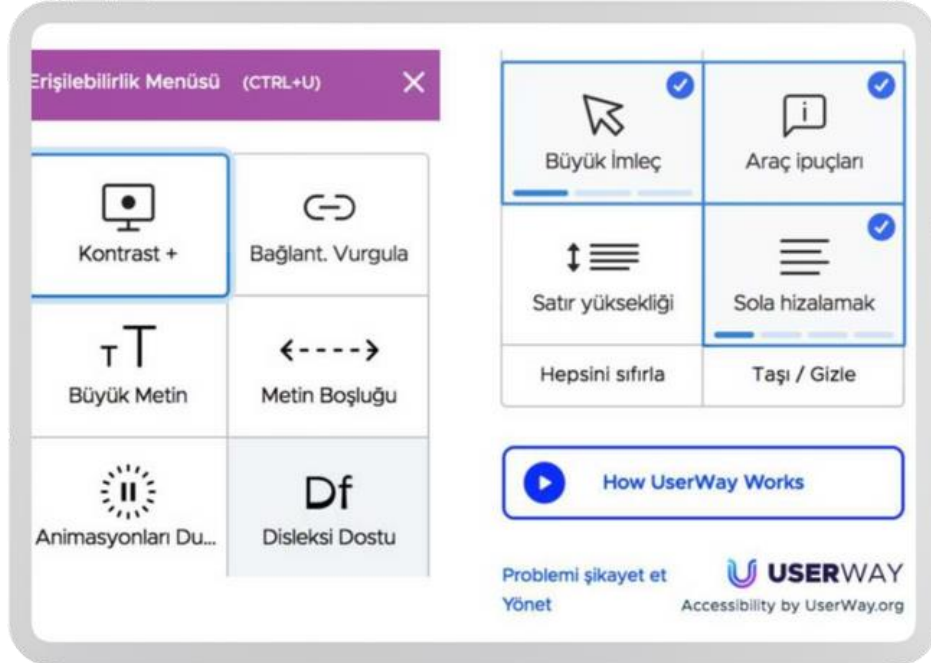 Erişilebilirlik Menüsü (CTRL+U)
Kontrast +
Bağlant. Vurgula
TT
Büyük Metin
Metin Boşluğu
Df
Animasyonları Du...
Disleksi Dostu
Büyük İmleç
Araç ipuçları
Satır yüksekliği
Sola hizalamak
Hepsini sıfırla
Taşı / Gizle
How UserWay Works
Problemi şikayet et
Yönet
USERWAY
Accessibility by UserWay.org